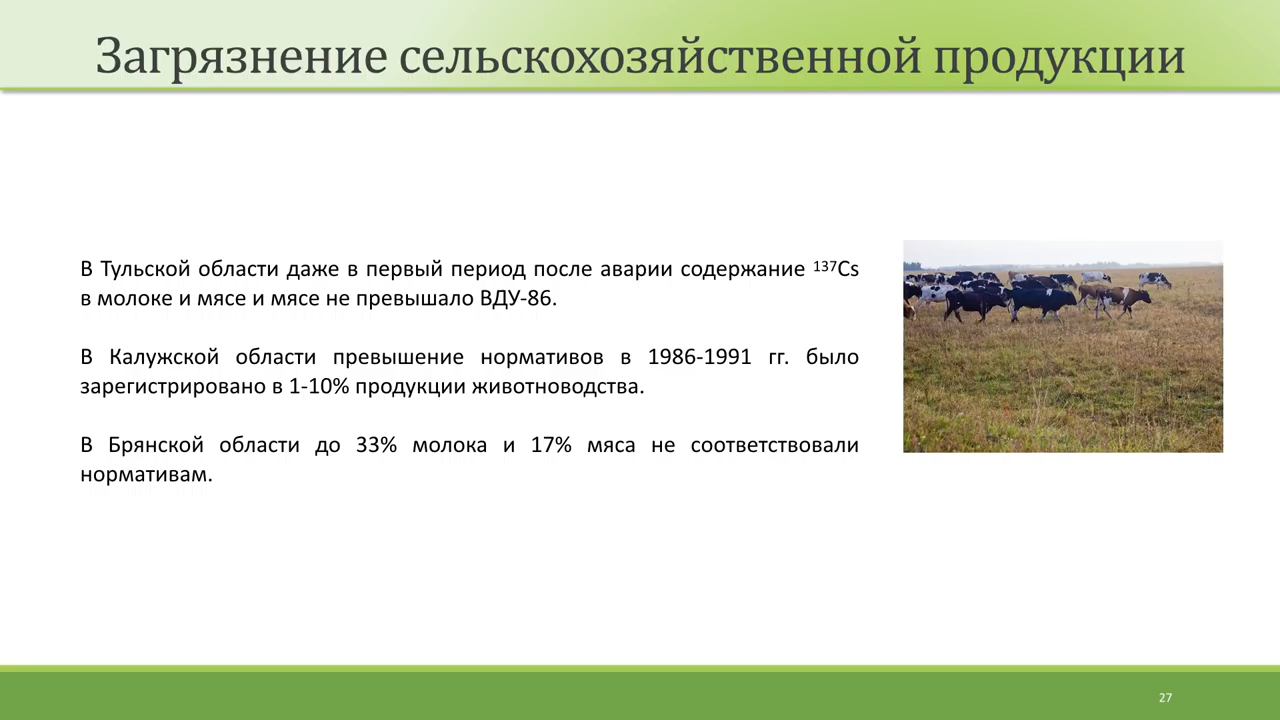 Загрязнение сельскохозяйственной продукции
В Тульской области даже в первый период после аварии содержание ¹³⁷Cs
в молоке и мясе и мясе не превышало ВДУ-86.
В Калужской области превышение нормативов в 1986-1991 гг. было
зарегистрировано в 1-10% продукции животноводства.
В Брянской области до 33% молока и 17% мяса не соответствовали
нормативам.
27